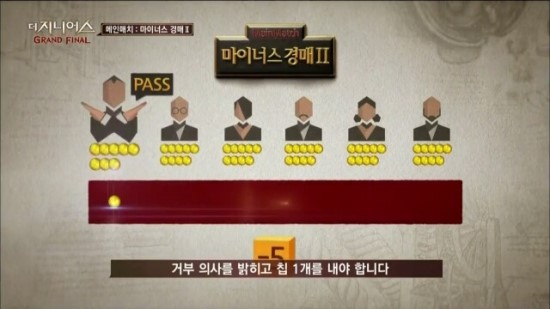 더 지니어스
GRAND FINAL
메인매치 : 마이너스 경매 II
Main Match
마이너스 경매 II
PASS
-5
거부 의사를 밝히고 칩 1개를 내야 합니다